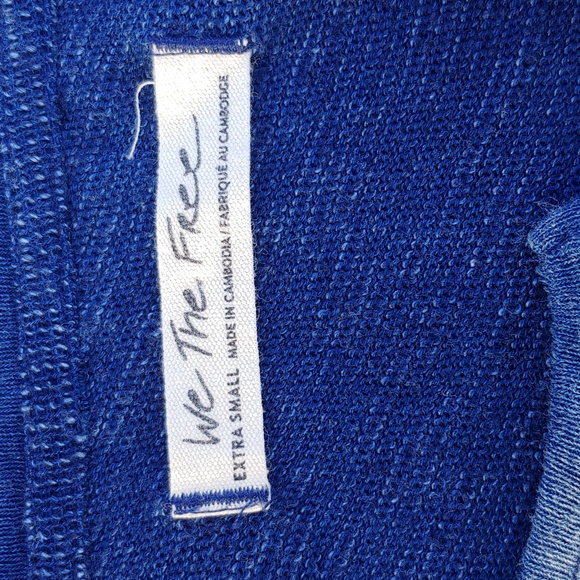 We The Free
EXTRA SMALL MADE IN CAMBODIA / FABRIQUÉ AU CAMBODGE